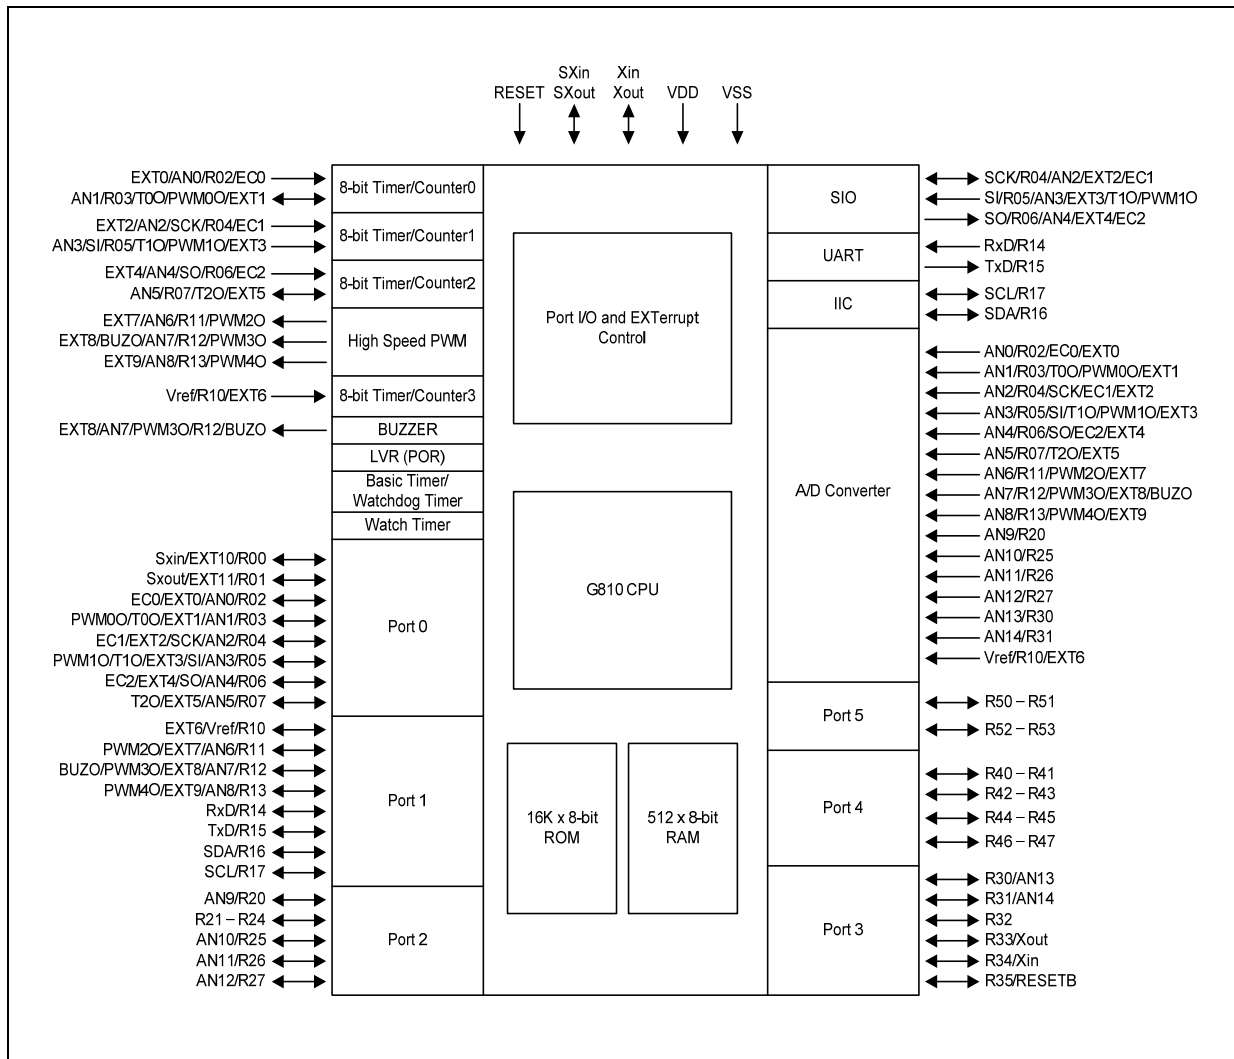 SXin
Xin
RESET
SXout
Xout
VDD
VSS
EXT0/AN0/R02/EC0
AN1/R03/T0O/PWM0O/EXT1
8-bit Timer/Counter0
EXT2/AN2/SCK/R04/EC1
AN3/SI/R05/T1O/PWM1O/EXT3
8-bit Timer/Counter1
EXT4/AN4/SO/R06/EC2
AN5/R07/T2O/EXT5
8-bit Timer/Counter2
EXT7/AN6/R11/PWM2O
EXT8/BUZO/AN7/R12/PWM3O
EXT9/AN8/R13/PWM4O
High Speed PWM
Vref/R10/EXT6
8-bit Timer/Counter3
EXT8/AN7/PWM3O/R12/BUZO
BUZZER
LVR (POR)
Basic Timer/
Watchdog Timer
Watch Timer
Sxin/EXT10/R00
Sxout/EXT11/R01
EC0/EXT0/AN0/R02
PWM0O/T0O/EXT1/AN1/R03
EC1/EXT2/SCK/AN2/R04
PWM1O/T1O/EXT3/SI/AN3/R05
EC2/EXT4/SO/AN4/R06
T2O/EXT5/AN5/R07
Port 0
EXT6/Vref/R10
PWM2O/EXT7/AN6/R11
BUZO/PWM3O/EXT8/AN7/R12
PWM4O/EXT9/AN8/R13
RxD/R14
TxD/R15
SDA/R16
SCL/R17
Port 1
AN9/R20
R21 – R24
AN10/R25
AN11/R26
AN12/R27
Port 2
Port I/O and EXTerrupt
Control
G810 CPU
16K x 8-bit
ROM
512 x 8-bit
RAM
SIO
SCK/R04/AN2/EXT2/EC1
SI/R05/AN3/EXT3/T1O/PWM1O
SO/R06/AN4/EXT4/EC2
UART
RxD/R14
TxD/R15
IIC
SCL/R17
SDA/R16
A/D Converter
AN0/R02/EC0/EXT0
AN1/R03/T0O/PWM0O/EXT1
AN2/R04/SCK/EC1/EXT2
AN3/R05/SI/T1O/PWM1O/EXT3
AN4/R06/SO/EC2/EXT4
AN5/R07/T2O/EXT5
AN6/R11/PWM2O/EXT7
AN7/R12/PWM3O/EXT8/BUZO
AN8/R13/PWM4O/EXT9
AN9/R20
AN10/R25
AN11/R26
AN12/R27
AN13/R30
AN14/R31
Vref/R10/EXT6
Port 5
R50 – R51
R52 – R53
Port 4
R40 – R41
R42 – R43
R44 – R45
R46 – R47
Port 3
R30/AN13
R31/AN14
R32
R33/Xout
R34/Xin
R35/RESETB